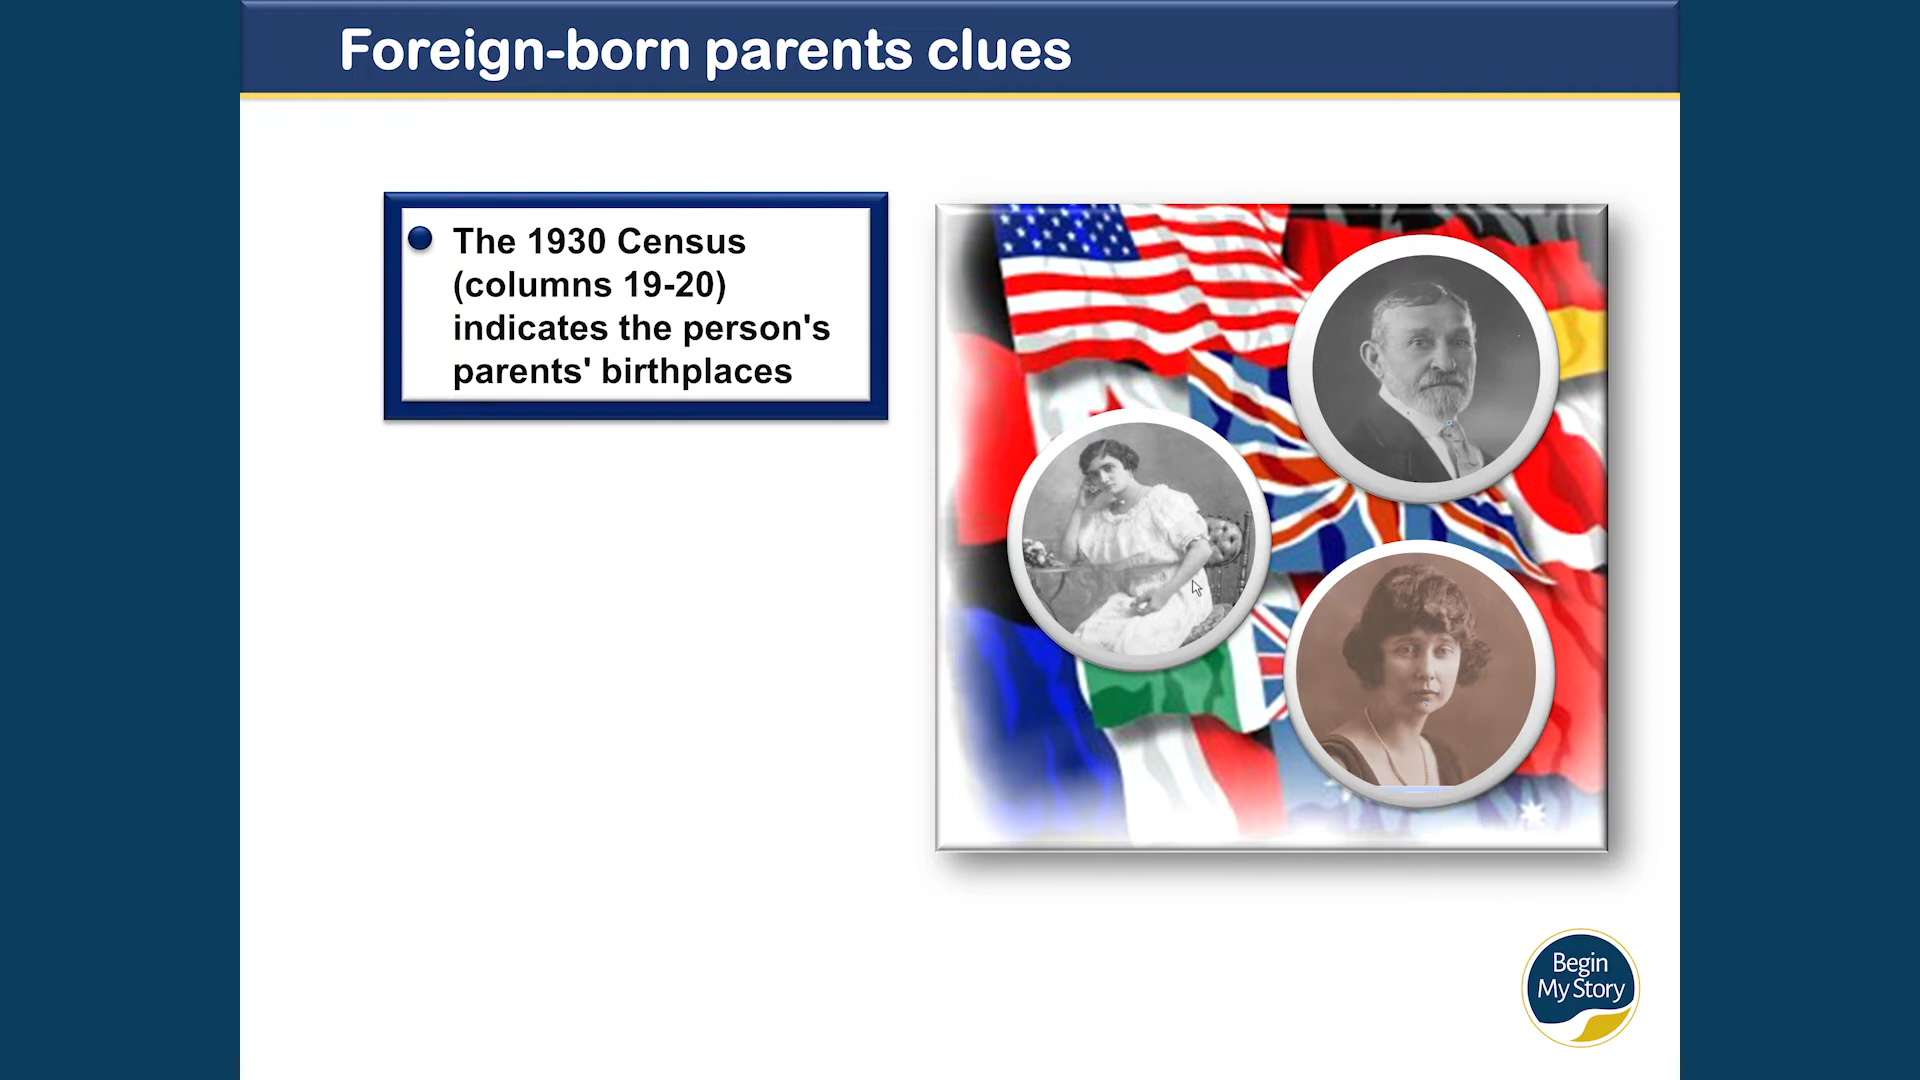 Foreign-born parents clues
The 1930 Census
(columns 19-20)
indicates the person's
parents' birthplaces
Begin
My Story